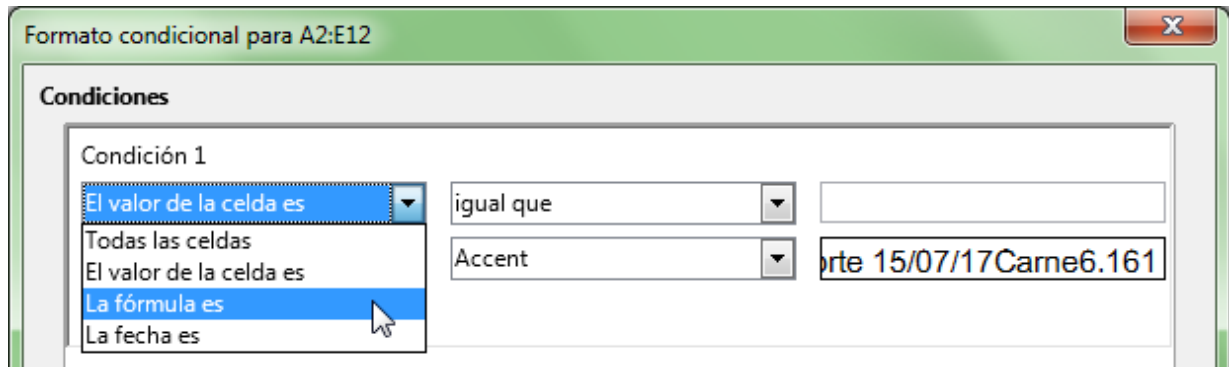 Formato condicional para A2:E12
Condiciones
Condición 1
El valor de la celda es igual que
Todas las celdas
El valor de la celda es Accent orte 15/07/17Carne6.161
La fórmula es
La fecha es